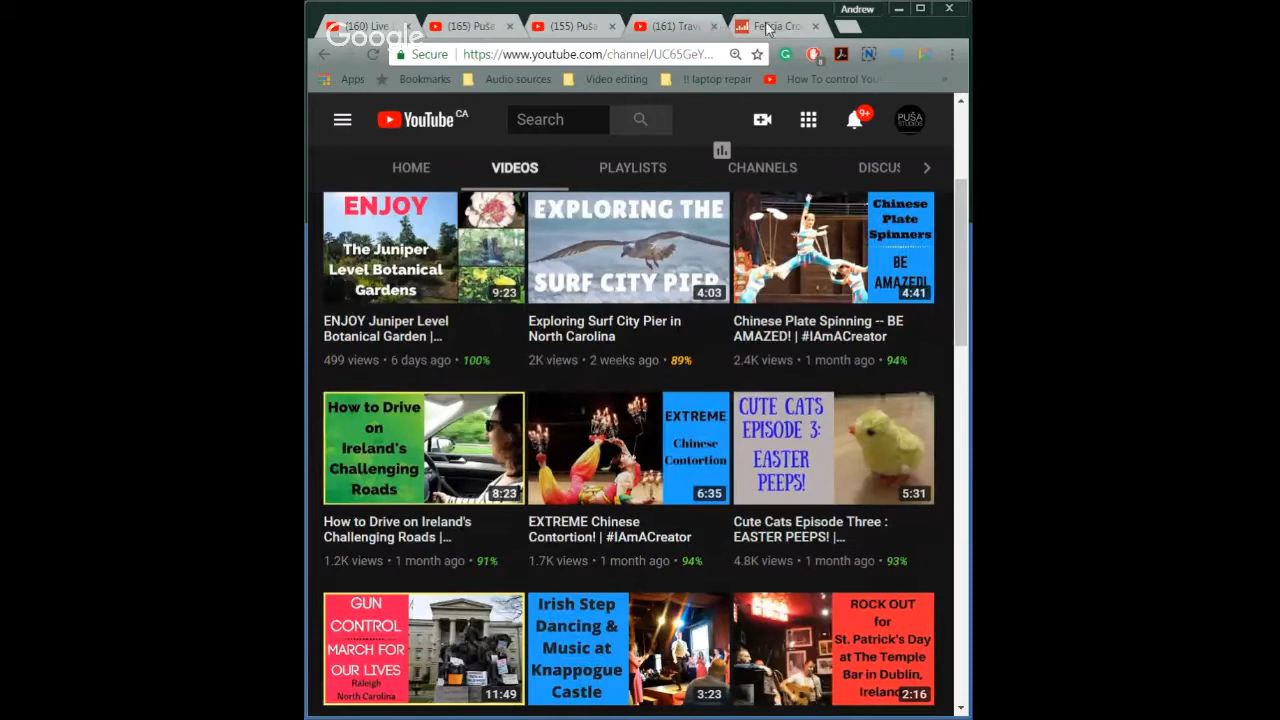 Andrew
(160) Live
(165) Puša
(155) Puša
(161) Trav
Felicia Cro
Google
Secure
https://www.youtube.com/channel/UC65GeY...
8
Apps
Bookmarks
Audio sources
Video editing
!! laptop repair
How To control You
»
YouTube CA
Search
9+
PUŠA
STUDIOS
HOME
VIDEOS
PLAYLISTS
CHANNELS
DISCUS
ENJOY
The Juniper
Level Botanical
Gardens
9:23
EXPLORING THE
SURF CITY PIER
4:03
Chinese
Plate
Spinners
BE
AMAZED!
4:41
ENJOY Juniper Level
Botanical Garden |...
499 views • 6 days ago • 100%
Exploring Surf City Pier in
North Carolina
2K views • 2 weeks ago • 89%
Chinese Plate Spinning -- BE
AMAZED! | #IAmACreator
2.4K views • 1 month ago • 94%
How to Drive
on
Ireland's
Challenging
Roads
8:23
EXTREME
Chinese
Contortion
6:35
CUTE CATS
EPISODE 3:
EASTER
PEEPS!
5:31
How to Drive on Ireland's
Challenging Roads |...
1.2K views • 1 month ago • 91%
EXTREME Chinese
Contortion! | #IAmACreator
1.7K views • 1 month ago • 94%
Cute Cats Episode Three :
EASTER PEEPS! |...
4.8K views • 1 month ago • 93%
GUN
CONTROL
MARCH FOR
OUR LIVES
Raleigh
North Carolina
11:49
Irish Step
Dancing &
Music at
Knappogue
Castle
3:23
ROCK OUT
for
St. Patrick's Day
at The Temple
Bar in Dublin,
Ireland
2:16